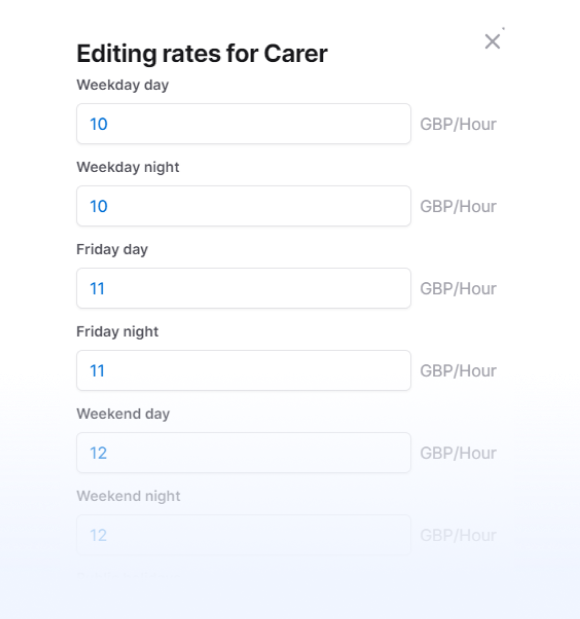 Editing rates for Carer
Weekday day
10 GBP/Hour
Weekday night
10 GBP/Hour
Friday day
11 GBP/Hour
Friday night
11 GBP/Hour
Weekend day
12 GBP/Hour
Weekend night
12 GBP/Hour